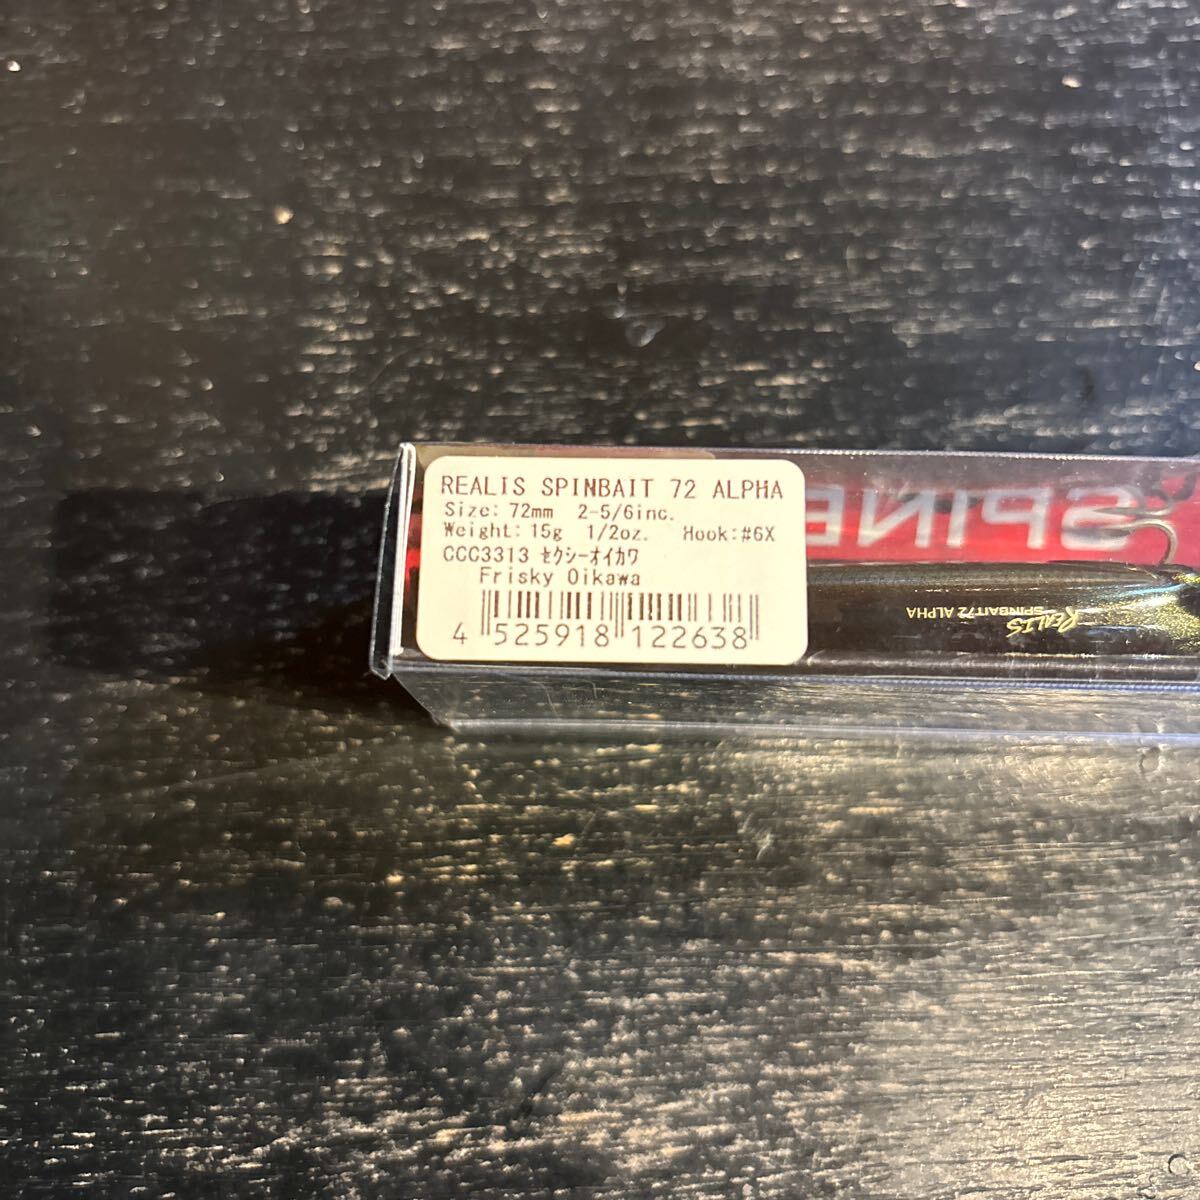 REALIS SPINBAIT 72 ALPHA
Size: 72mm 2-5/6inc.
Weight: 15g 1/2oz. Hook:#6X
CCC3313 ｾｸｼｰｵｲｶﾜ
Frisky Oikawa
4 525918 122638
SPINB
REALIS
SPINBAIT72 ALPHA